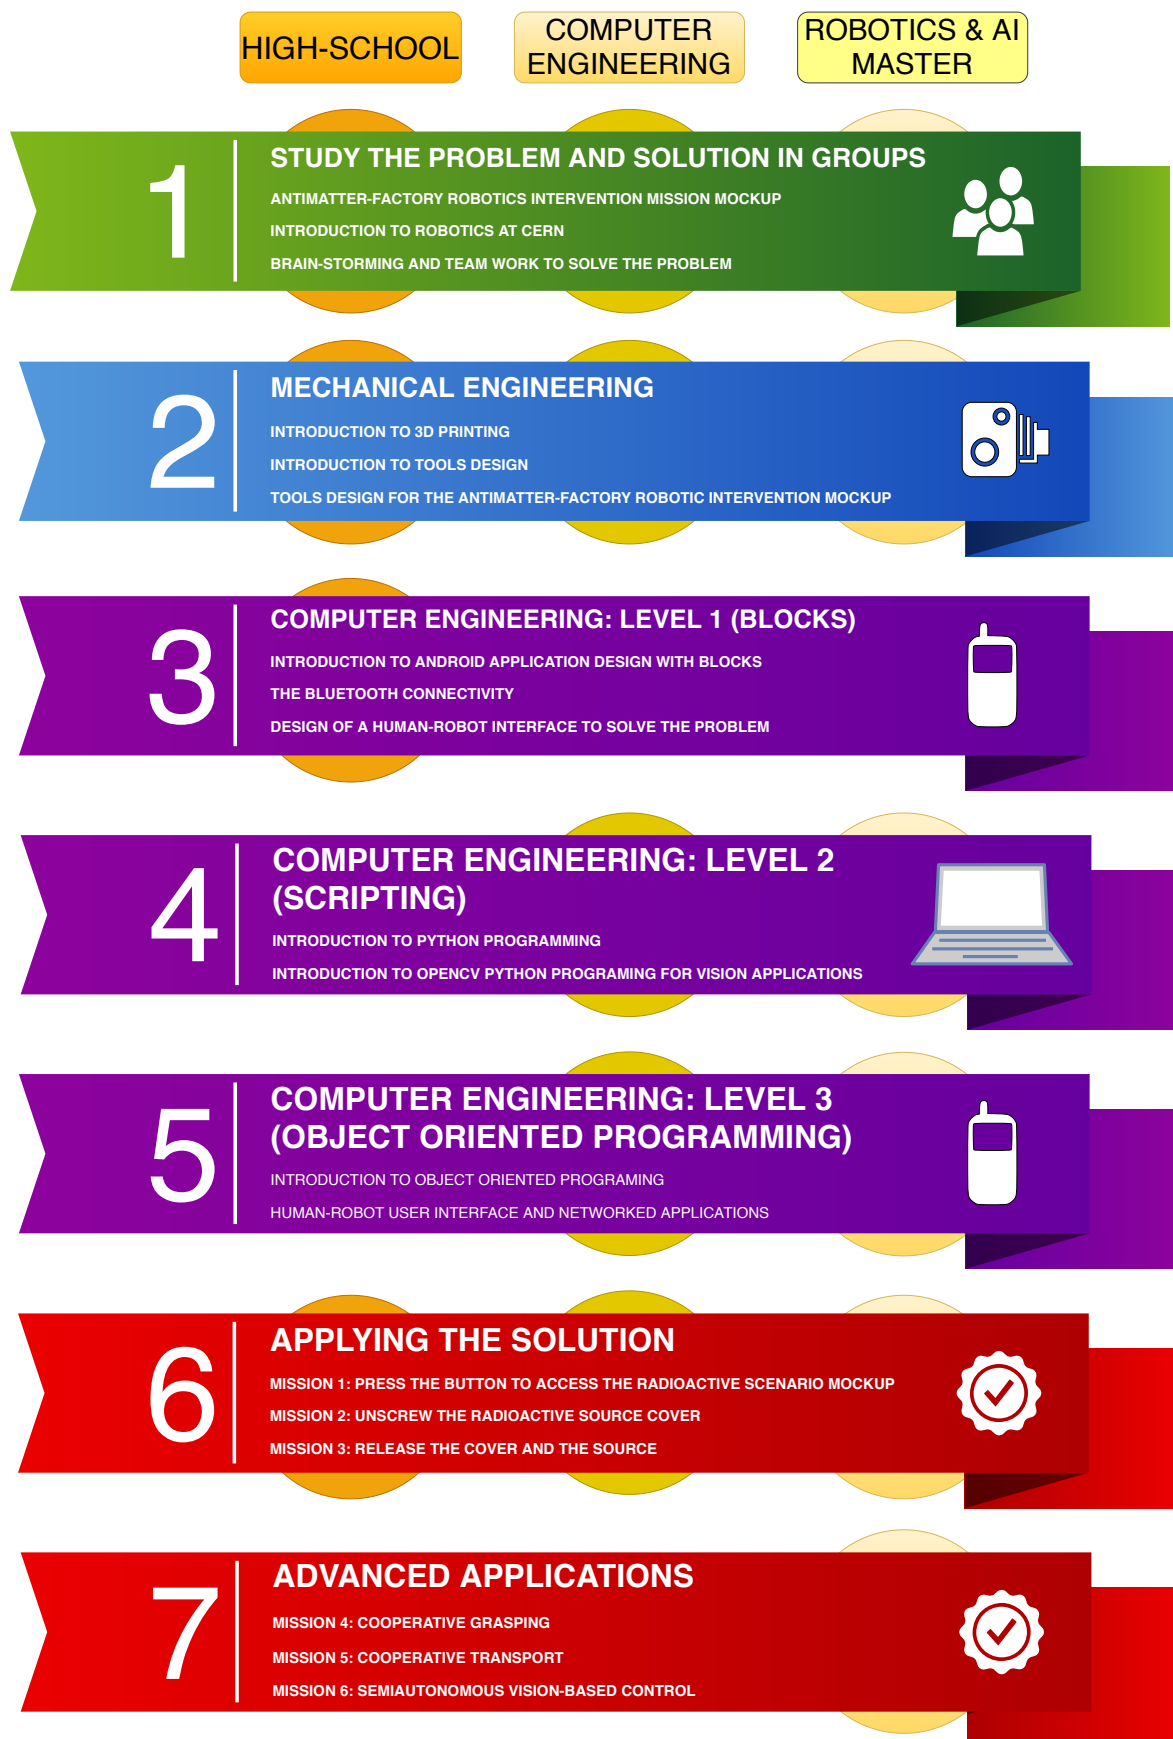 HIGH-SCHOOL
COMPUTER
ENGINEERING
ROBOTICS & AI
MASTER
1
STUDY THE PROBLEM AND SOLUTION IN GROUPS
ANTIMATTER-FACTORY ROBOTICS INTERVENTION MISSION MOCKUP
INTRODUCTION TO ROBOTICS AT CERN
BRAIN-STORMING AND TEAM WORK TO SOLVE THE PROBLEM
2
MECHANICAL ENGINEERING
INTRODUCTION TO 3D PRINTING
INTRODUCTION TO TOOLS DESIGN
TOOLS DESIGN FOR THE ANTIMATTER-FACTORY ROBOTIC INTERVENTION MOCKUP
3
COMPUTER ENGINEERING: LEVEL 1 (BLOCKS)
INTRODUCTION TO ANDROID APPLICATION DESIGN WITH BLOCKS
THE BLUETOOTH CONNECTIVITY
DESIGN OF A HUMAN-ROBOT INTERFACE TO SOLVE THE PROBLEM
4
COMPUTER ENGINEERING: LEVEL 2
(SCRIPTING)
INTRODUCTION TO PYTHON PROGRAMMING
INTRODUCTION TO OPENCV PYTHON PROGRAMING FOR VISION APPLICATIONS
5
COMPUTER ENGINEERING: LEVEL 3
(OBJECT ORIENTED PROGRAMMING)
INTRODUCTION TO OBJECT ORIENTED PROGRAMING
HUMAN-ROBOT USER INTERFACE AND NETWORKED APPLICATIONS
6
APPLYING THE SOLUTION
MISSION 1: PRESS THE BUTTON TO ACCESS THE RADIOACTIVE SCENARIO MOCKUP
MISSION 2: UNSCREW THE RADIOACTIVE SOURCE COVER
MISSION 3: RELEASE THE COVER AND THE SOURCE
7
ADVANCED APPLICATIONS
MISSION 4: COOPERATIVE GRASPING
MISSION 5: COOPERATIVE TRANSPORT
MISSION 6: SEMIAUTONOMOUS VISION-BASED CONTROL